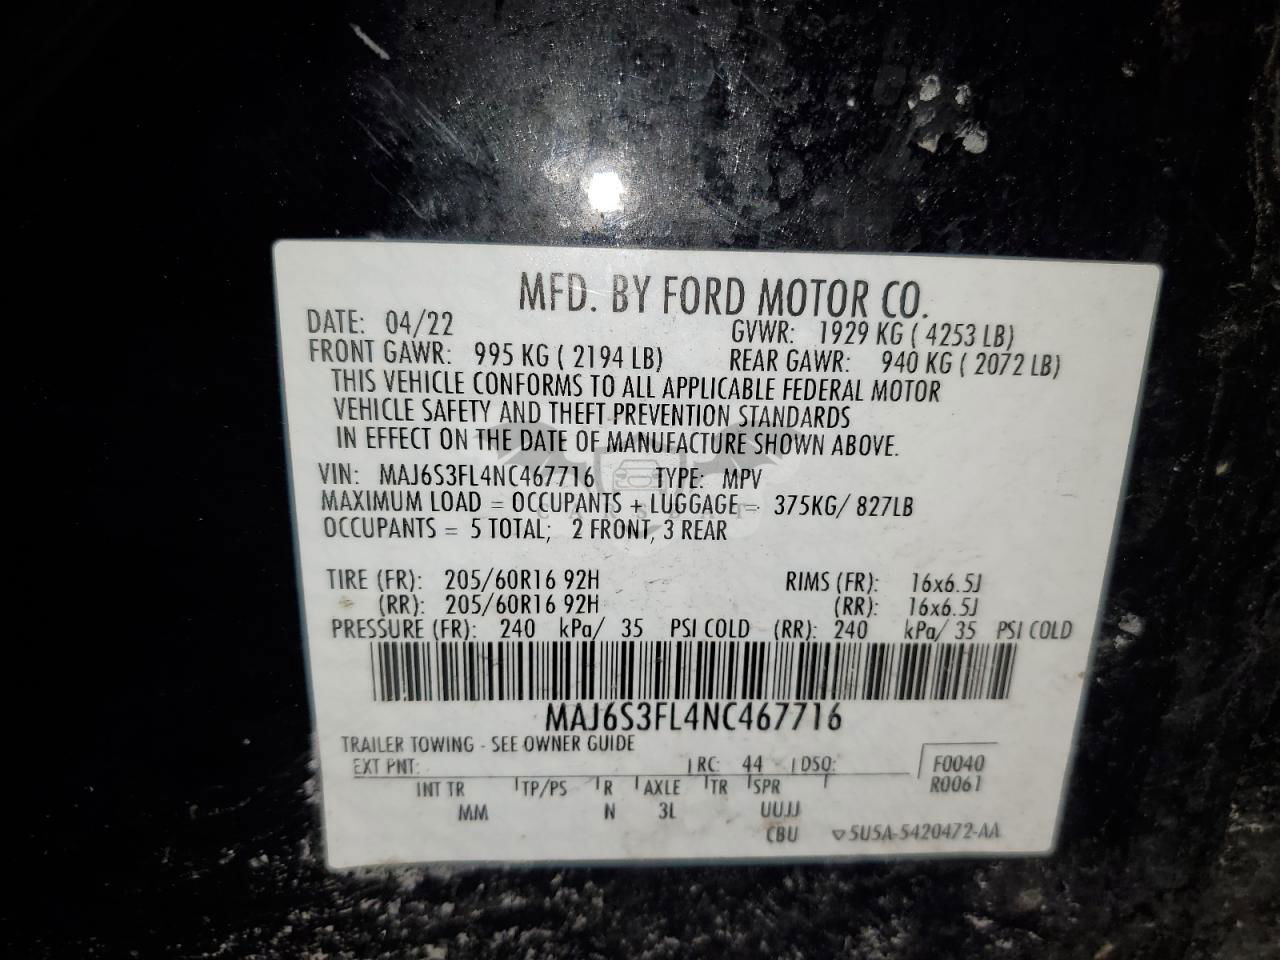 MFD. BY FORD MOTOR CO.
DATE: 04/22 GVWR: 1929 KG ( 4253 LB)
FRONT GAWR: 995 KG ( 2194 LB) REAR GAWR: 940 KG ( 2072 LB)
THIS VEHICLE CONFORMS TO ALL APPLICABLE FEDERAL MOTOR
VEHICLE SAFETY AND THEFT PREVENTION STANDARDS
IN EFFECT ON THE DATE OF MANUFACTURE SHOWN ABOVE.
VIN: MAJ6S3FL4NC467716 TYPE: MPV
MAXIMUM LOAD = OCCUPANTS + LUGGAGE = 375KG/ 827LB
OCCUPANTS = 5 TOTAL; 2 FRONT, 3 REAR
TIRE (FR): 205/60R16 92H RIMS (FR): 16x6.5J
(RR): 205/60R16 92H (RR): 16x6.5J
PRESSURE (FR): 240 kPa/ 35 PSI COLD (RR): 240 kPa/ 35 PSI COLD
MAJ6S3FL4NC467716
TRAILER TOWING - SEE OWNER GUIDE
EXT PNT: RC: 44 DSO: F0040
R0061
INT TR TP/PS R AXLE TR SPR
MM N 3L UUJJ
CBU 5U5A-5420472-AA